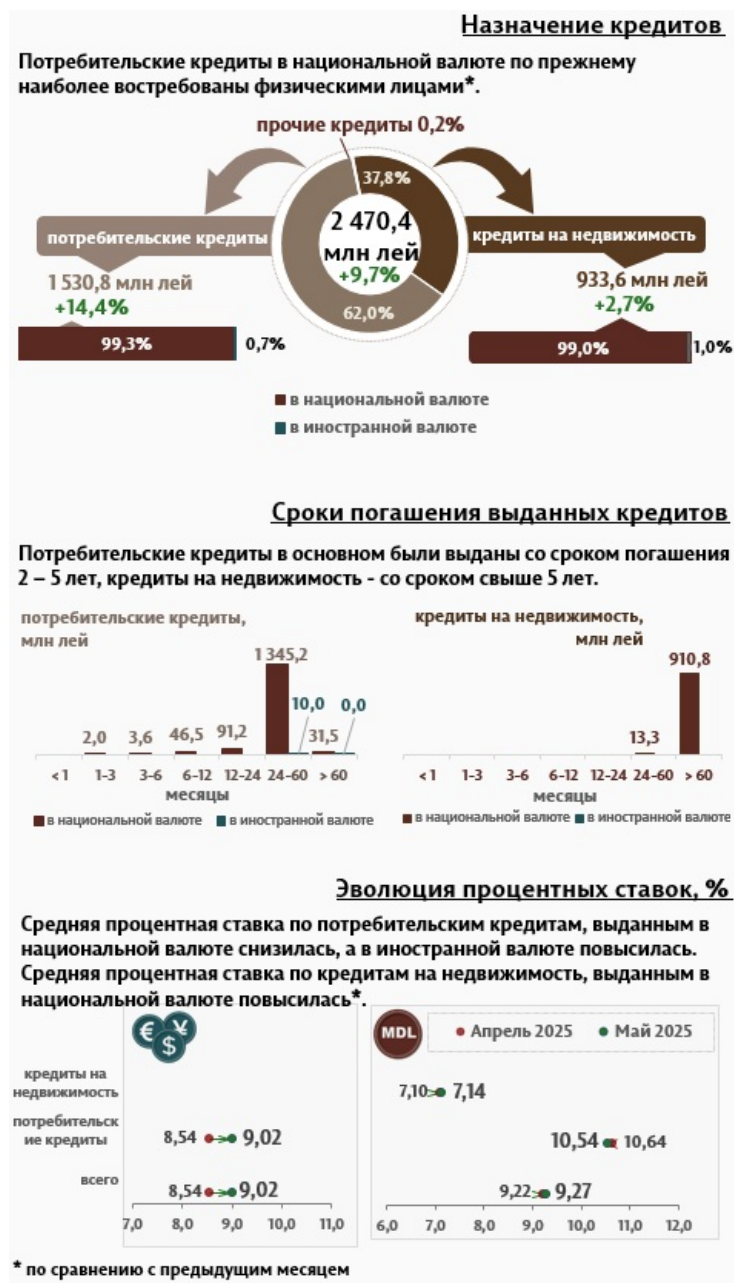 Назначение кредитов
Потребительские кредиты в национальной валюте по прежнему
наиболее востребованы физическими лицами*.
прочие кредиты 0,2%
37,8%
2 470,4
млн лей
+9,7%
62,0%
потребительские кредиты
1 530,8 млн лей
+14,4%
99,3%
0,7%
кредиты на недвижимость
933,6 млн лей
+2,7%
99,0%
1,0%
в национальной валюте
в иностранной валюте
Сроки погашения выданных кредитов
Потребительские кредиты в основном были выданы со сроком погашения
2 – 5 лет, кредиты на недвижимость - со сроком свыше 5 лет.
потребительские кредиты,
млн лей
2,0 3,6 46,5 91,2 1 345,2 10,0 31,5 0,0
< 1 1-3 3-6 6-12 12-24 24-60 > 60
месяцы
в национальной валюте в иностранной валюте
кредиты на недвижимость,
млн лей
13,3 910,8
< 1 1-3 3-6 6-12 12-24 24-60 > 60
месяцы
в национальной валюте в иностранной валюте
Эволюция процентных ставок, %
Средняя процентная ставка по потребительским кредитам, выданным в
национальной валюте снизилась, а в иностранной валюте повысилась.
Средняя процентная ставка по кредитам на недвижимость, выданным в
национальной валюте повысилась*.
€ ¥ $
кредиты на
недвижимость
потребительск
ие кредиты
8,54 9,02
всего
8,54 9,02
7,0 8,0 9,0 10,0 11,0
MDL
Апрель 2025 Май 2025
7,10 7,14
10,54 10,64
9,22 9,27
6,0 7,0 8,0 9,0 10,0 11,0 12,0
* по сравнению с предыдущим месяцем